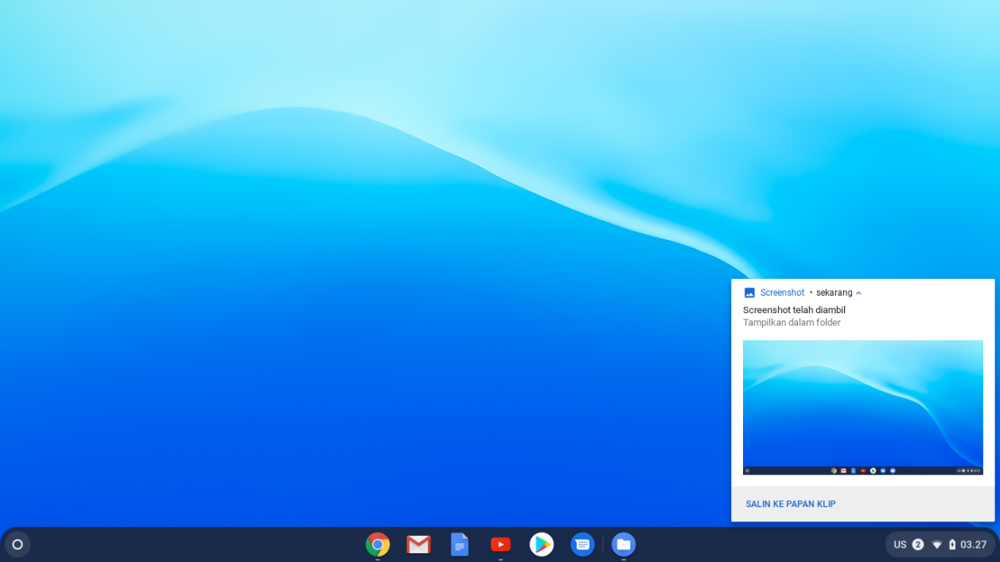 Screenshot • sekarang
Screenshot telah diambil
Tampilkan dalam folder
SALIN KE PAPAN KLIP
US 2 03.27